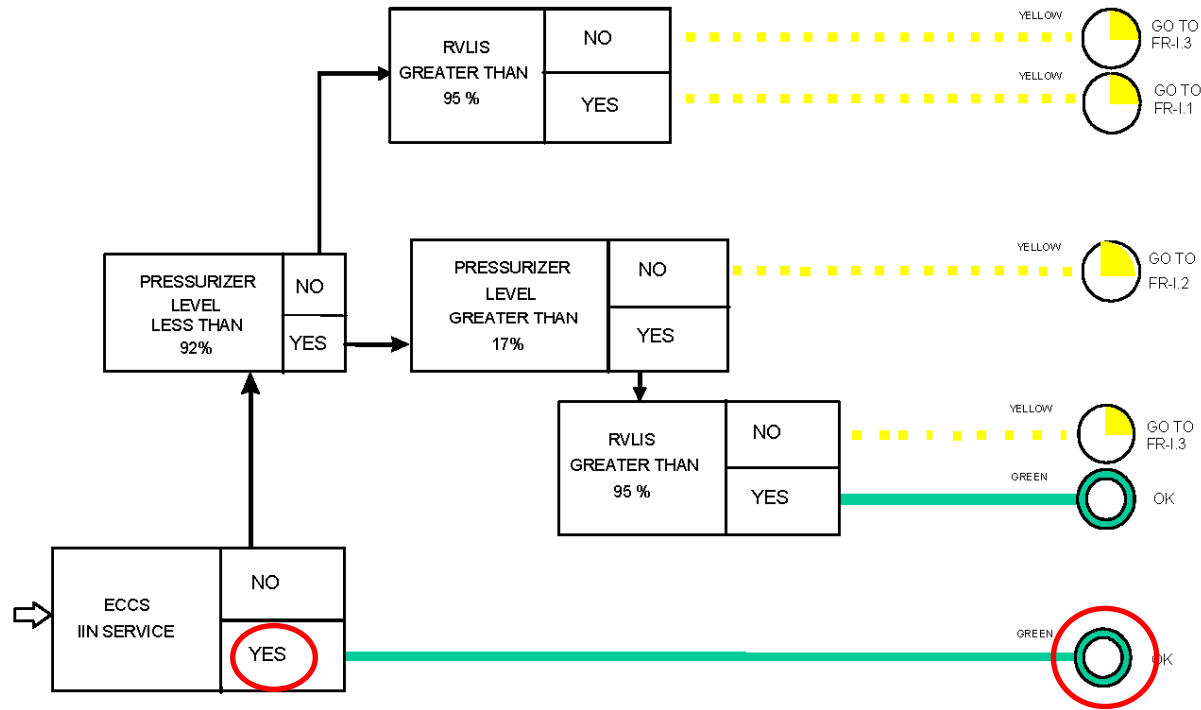 RVLIS
GREATER THAN
95 %
NO
YES
YELLOW
GO TO
FR-I.3
YELLOW
GO TO
FR-I.1
PRESSURIZER
LEVEL
LESS THAN
92%
NO
YES
PRESSURIZER
LEVEL
GREATER THAN
17%
NO
YES
YELLOW
GO TO
FR-I.2
RVLIS
GREATER THAN
95 %
NO
YES
YELLOW
GO TO
FR-I.3
GREEN
OK
ECCS
IIN SERVICE
NO
YES
GREEN
OK